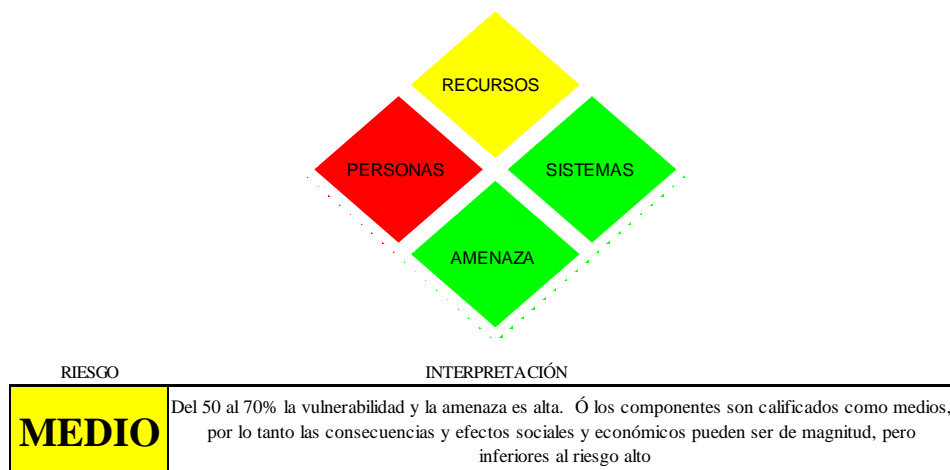 RECURSOS
PERSONAS
SISTEMAS
AMENAZA
RIESGO
INTERPRETACIÓN
MEDIO
Del 50 al 70% la vulnerabilidad y la amenaza es alta. Ó los componentes son calificados como medios,
por lo tanto las consecuencias y efectos sociales y económicos pueden ser de magnitud, pero
inferiores al riesgo alto